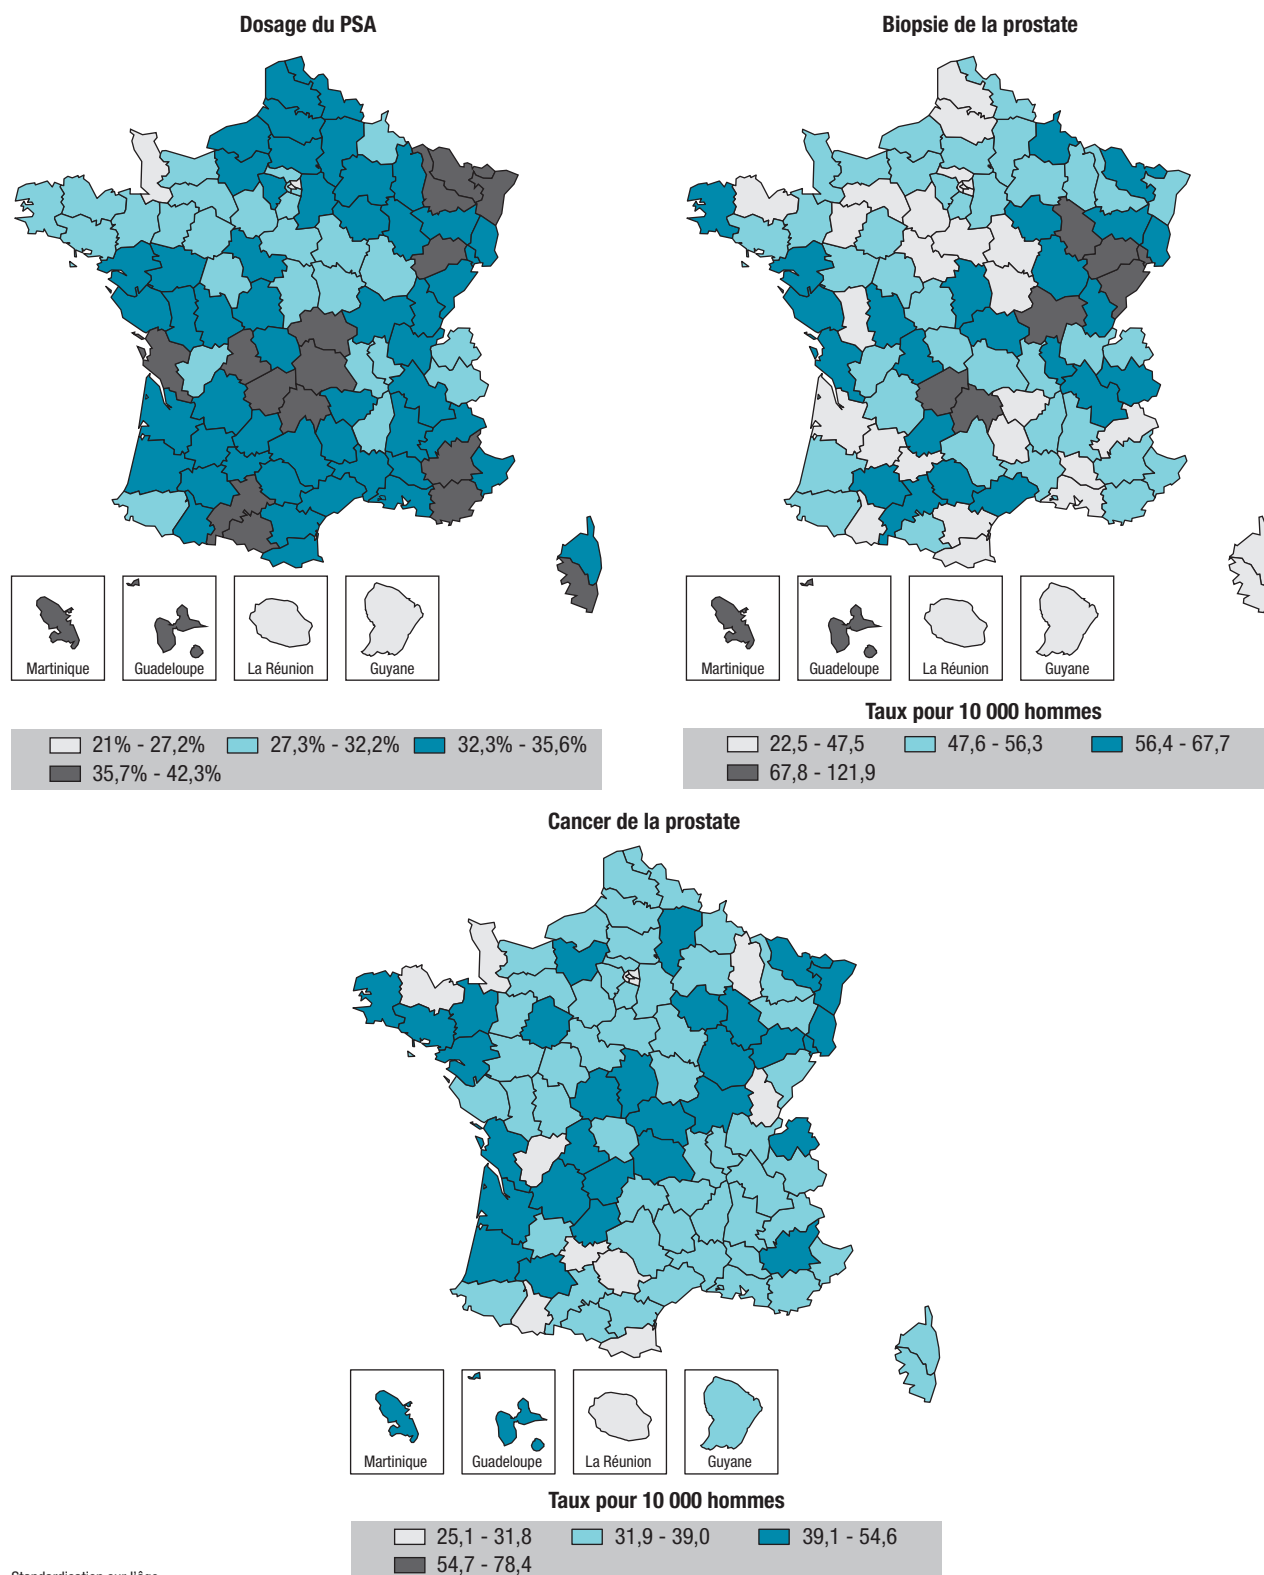 Dosage du PSA
Biopsie de la prostate
Martinique
Guadeloupe
La Réunion
Guyane
Martinique
Guadeloupe
La Réunion
Guyane
21% - 27,2%
27,3% - 32,2%
32,3% - 35,6%
35,7% - 42,3%
Taux pour 10 000 hommes
22,5 - 47,5
47,6 - 56,3
56,4 - 67,7
67,8 - 121,9
Cancer de la prostate
Martinique
Guadeloupe
La Réunion
Guyane
Taux pour 10 000 hommes
25,1 - 31,8
31,9 - 39,0
39,1 - 54,6
54,7 - 78,4